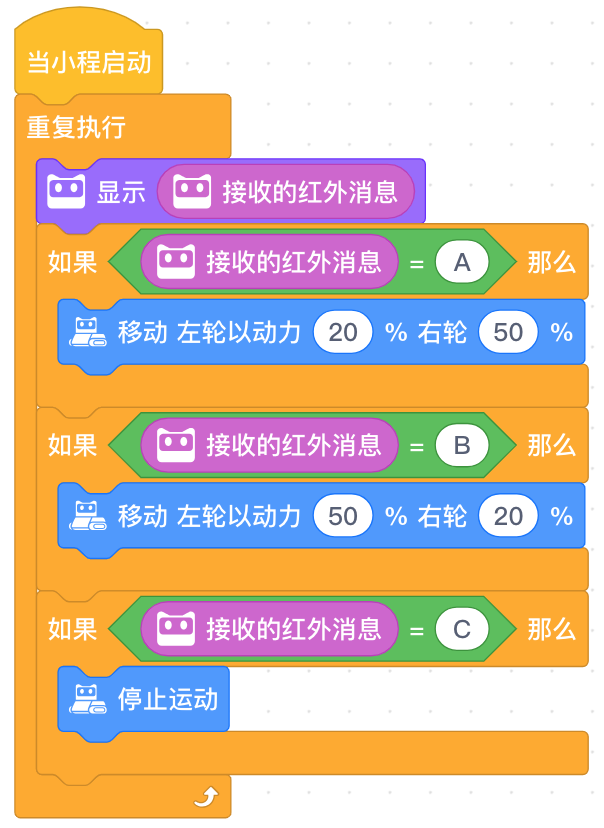 当小程启动
重复执行
显示 接收的红外消息
如果 接收的红外消息 = A 那么
移动 左轮以动力 20 % 右轮 50 %
如果 接收的红外消息 = B 那么
移动 左轮以动力 50 % 右轮 20 %
如果 接收的红外消息 = C 那么
停止运动